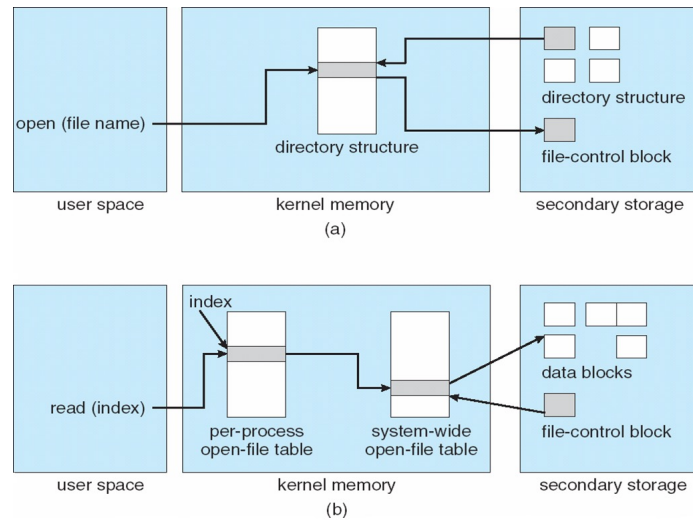 open (file name)
directory structure
directory structure
file-control block
user space
kernel memory
secondary storage
(a)
index
read (index)
per-process
open-file table
system-wide
open-file table
data blocks
file-control block
user space
kernel memory
secondary storage
(b)